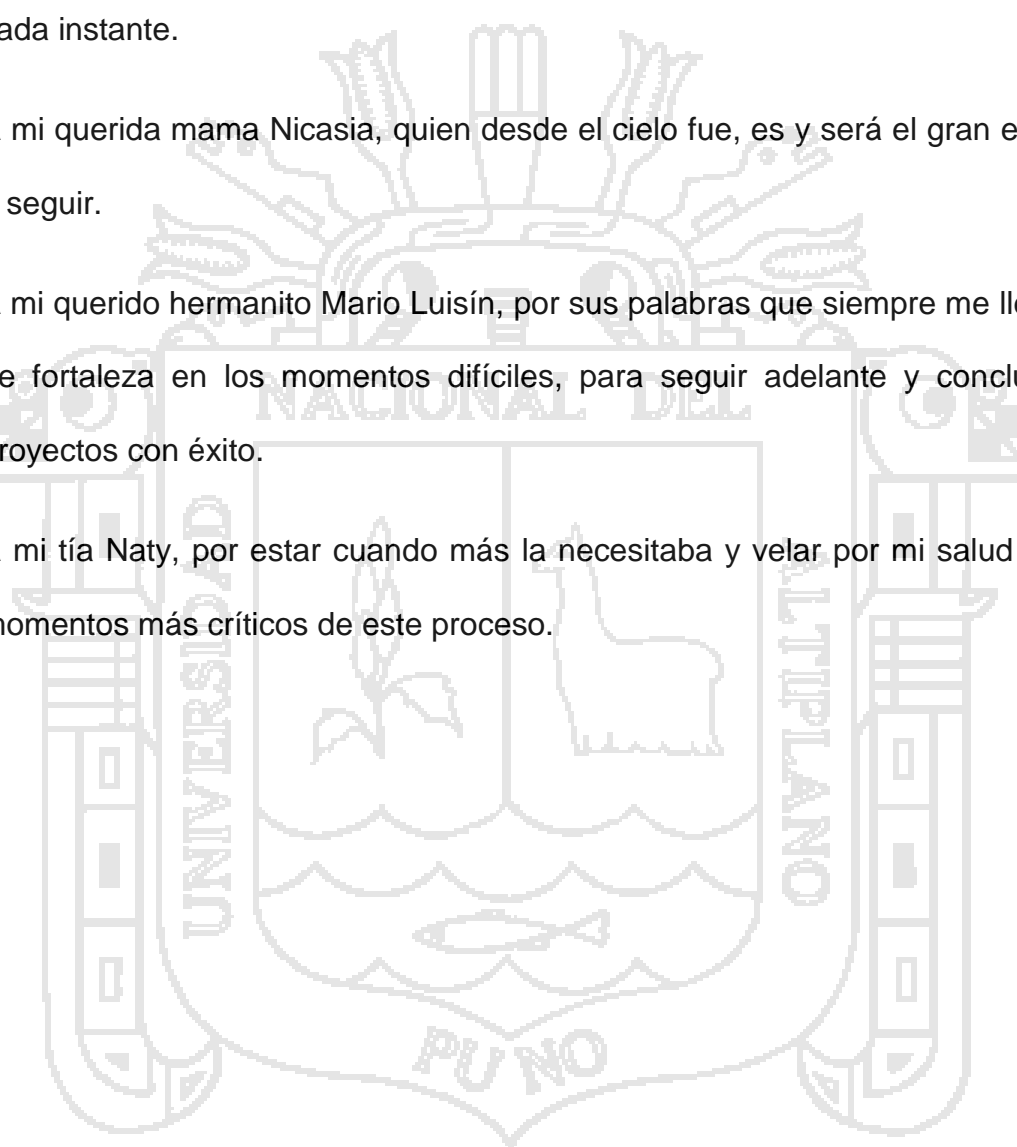 ada instante.
mi querida mama Nicasia, quien desde el cielo fue, es y será el gran e
seguir.
mi querido hermanito Mario Luisín, por sus palabras que siempre me lle
e fortaleza en los momentos difíciles, para seguir adelante y conclu
royectos con éxito.
mi tía Naty, por estar cuando más la necesitaba y velar por mi salud
momentos más críticos de este proceso.
NACIONAL DEL
UNIVERSIDAD
ALTIPLANO
PUNO